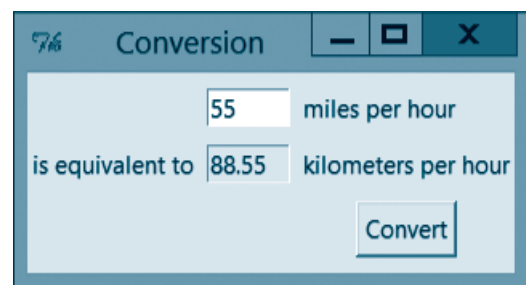 Conversion
55 miles per hour
is equivalent to 88.55 kilometers per hour
Convert